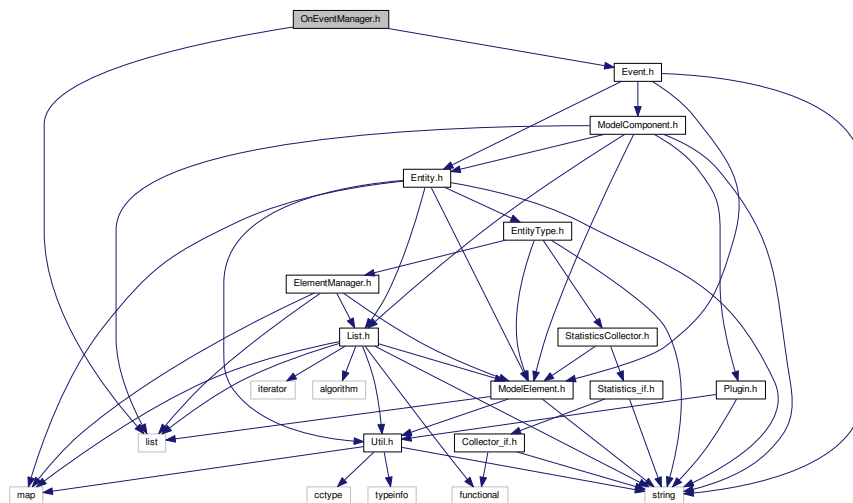 OnEventManager.h
Event.h
ModelComponent.h
Entity.h
EntityType.h
ElementManager.h
List.h
StatisticsCollector.h
iterator
algorithm
ModelElement.h
Statistics_if.h
Plugin.h
list
Util.h
Collector_if.h
map
cctype
typeinfo
functional
string